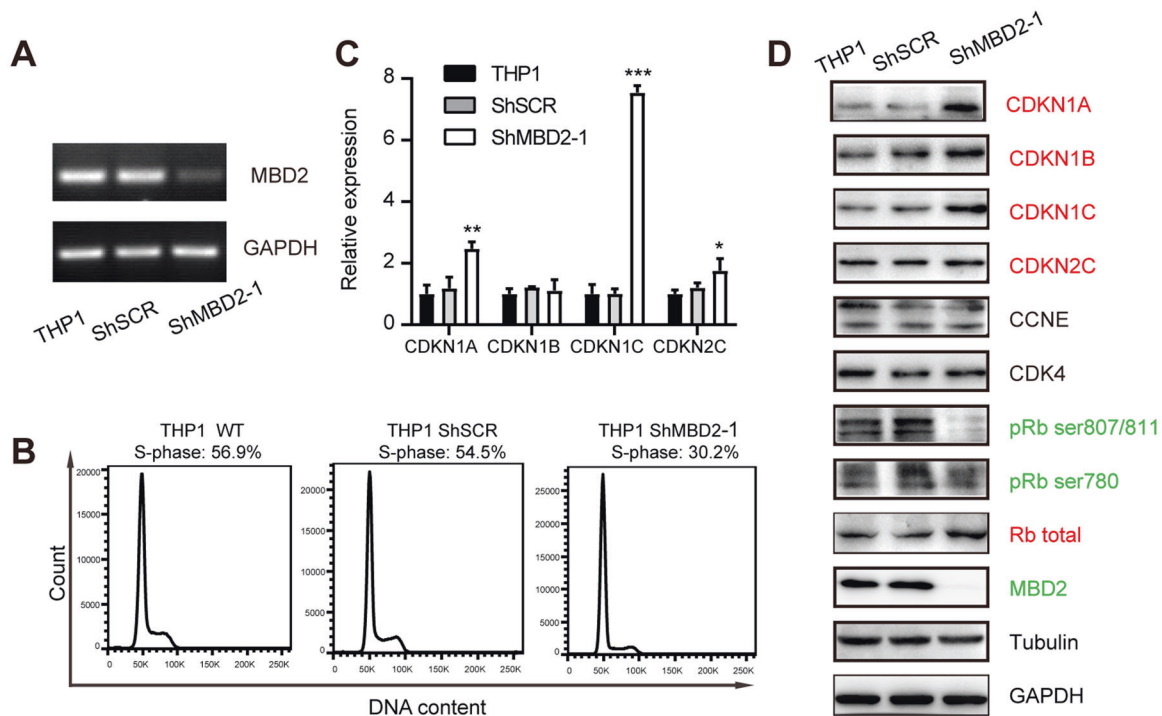 A
MBD2
GAPDH
THP1 ShSCR ShMBD2-1
C
THP1
ShSCR
ShMBD2-1
Relative expression
8
6
4
2
0
**
***
*
CDKN1A CDKN1B CDKN1C CDKN2C
B
THP1 WT
S-phase: 56.9%
THP1 ShSCR
S-phase: 54.5%
THP1 ShMBD2-1
S-phase: 30.2%
Count
20000
15000
10000
5000
0
0 50K 100K 150K 200K 250K
20000
15000
10000
5000
0
0 50K 100K 150K 200K 250K
25000
20000
15000
10000
5000
0
0 50K 100K 150K 200K 250K
DNA content
D
THP1 ShSCR ShMBD2-1
CDKN1A
CDKN1B
CDKN1C
CDKN2C
CCNE
CDK4
pRb ser807/811
pRb ser780
Rb total
MBD2
Tubulin
GAPDH